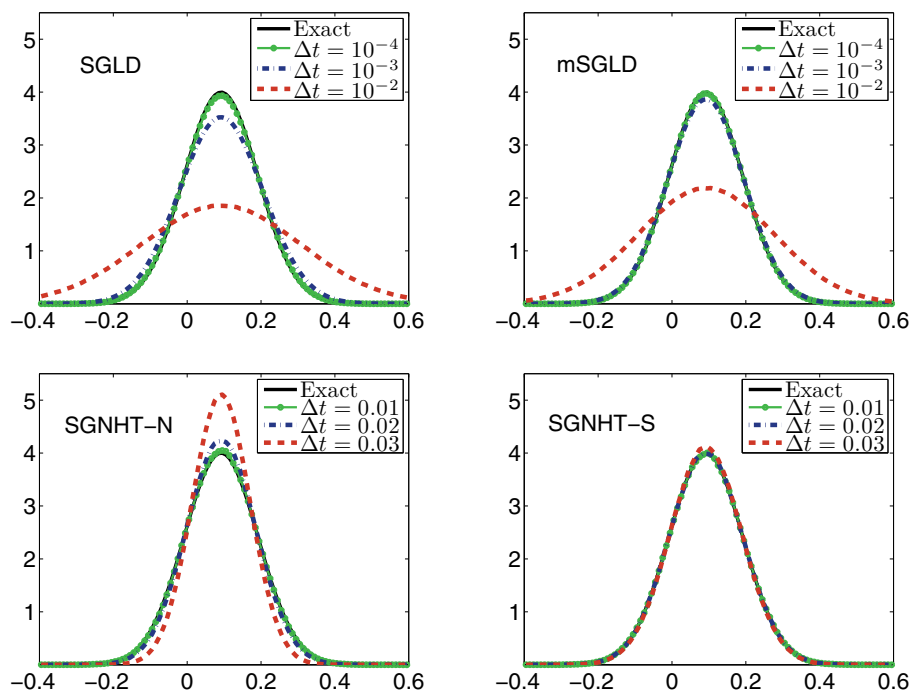 SGLD
Exact
Δt = 10⁻⁴
Δt = 10⁻³
Δt = 10⁻²
5
4
3
2
1
−0.4 −0.2 0 0.2 0.4 0.6
mSGLD
Exact
Δt = 10⁻⁴
Δt = 10⁻³
Δt = 10⁻²
5
4
3
2
1
−0.4 −0.2 0 0.2 0.4 0.6
SGNHT−N
Exact
Δt = 0.01
Δt = 0.02
Δt = 0.03
5
4
3
2
1
−0.4 −0.2 0 0.2 0.4 0.6
SGNHT−S
Exact
Δt = 0.01
Δt = 0.02
Δt = 0.03
5
4
3
2
1
−0.4 −0.2 0 0.2 0.4 0.6